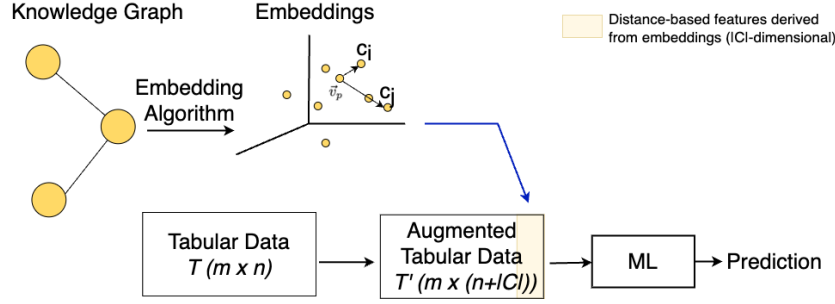 Knowledge Graph
Embeddings
Distance-based features derived
from embeddings (|C|-dimensional)
Embedding
Algorithm
c_i
v⃗_p
c_j
Tabular Data
T (m x n)
Augmented
Tabular Data
T' (m x (n+|C|))
ML
Prediction